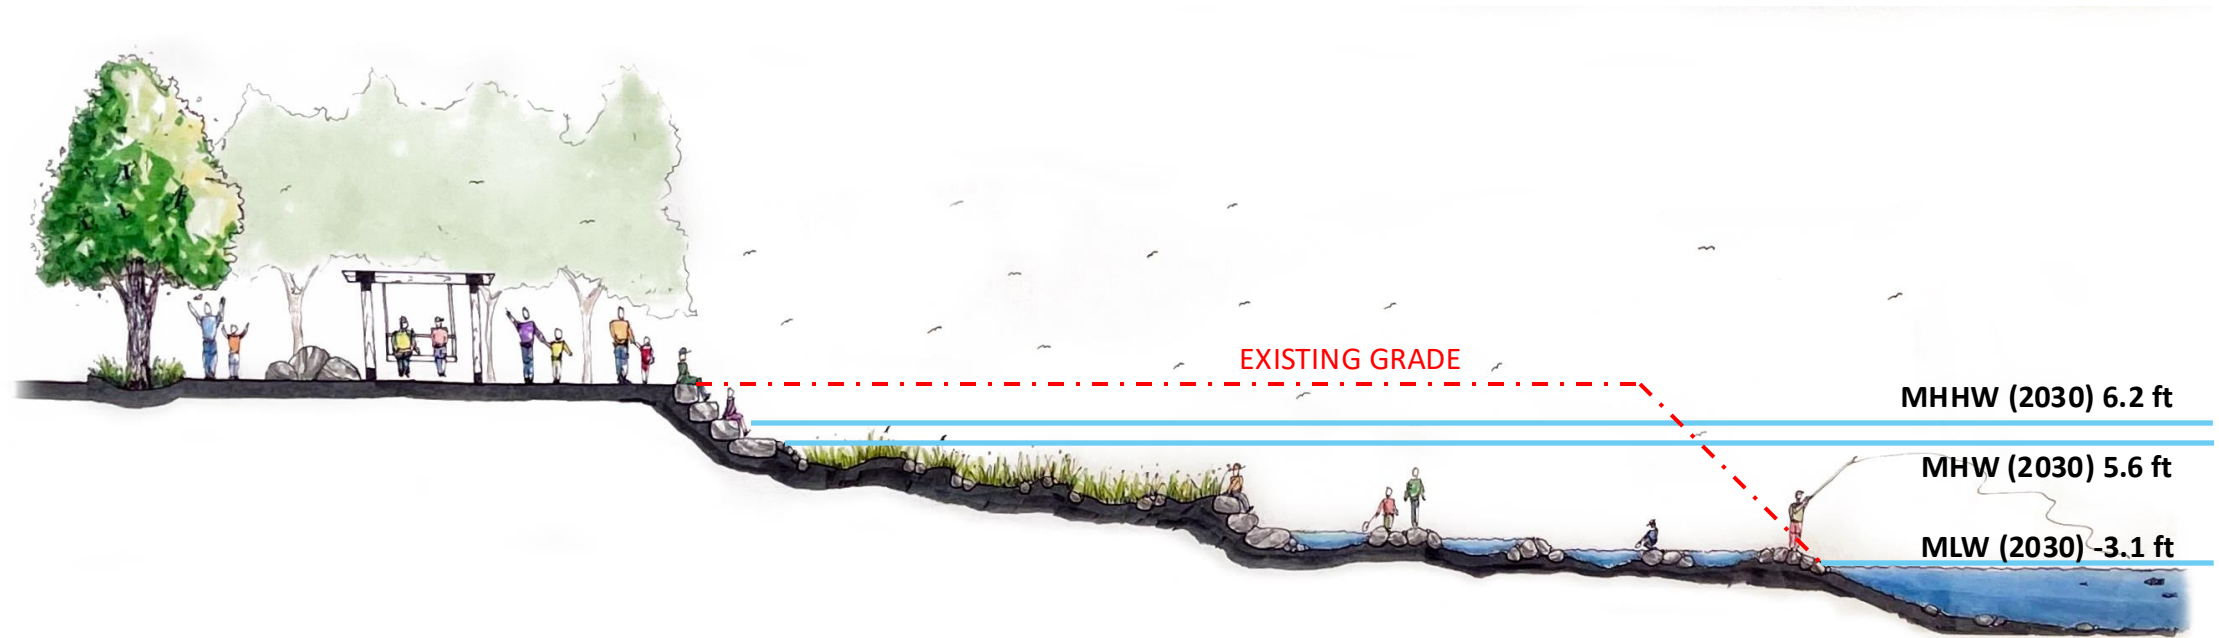 EXISTING GRADE
MHHW (2030) 6.2 ft
MHW (2030) 5.6 ft
MLW (2030) -3.1 ft